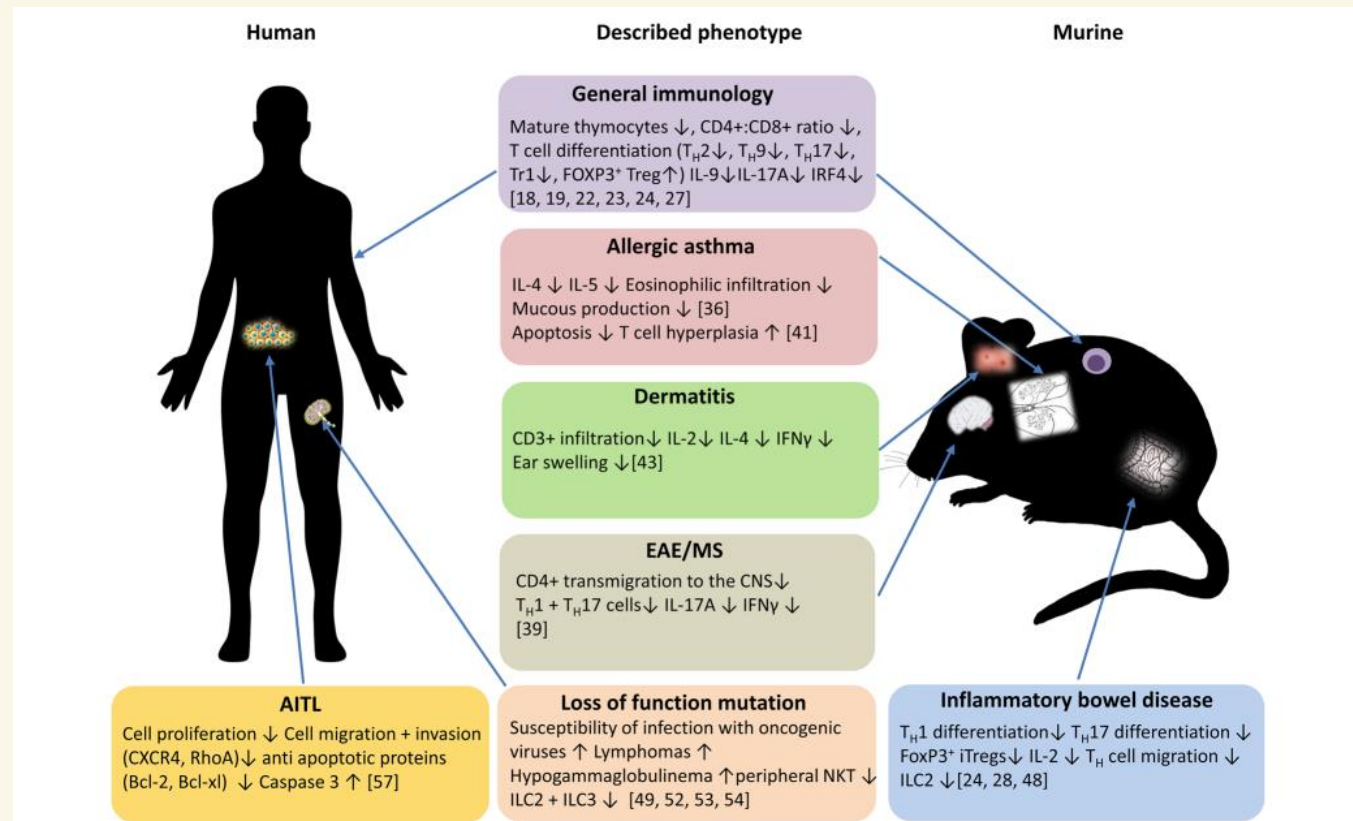 Human
Described phenotype
Murine
General immunology
Mature thymocytes ↓, CD4+:CD8+ ratio ↓,
T cell differentiation (TH2↓, TH9↓, TH17↓,
Tr1↓, FOXP3⁺ Treg↑) IL-9↓IL-17A↓ IRF4↓
[18, 19, 22, 23, 24, 27]
Allergic asthma
IL-4 ↓ IL-5 ↓ Eosinophilic infiltration ↓
Mucous production ↓ [36]
Apoptosis ↓ T cell hyperplasia ↑ [41]
Dermatitis
CD3+ infiltration↓ IL-2↓ IL-4 ↓ IFNγ ↓
Ear swelling ↓[43]
EAE/MS
CD4+ transmigration to the CNS↓
TH1 + TH17 cells↓ IL-17A ↓ IFNγ ↓
[39]
AITL
Cell proliferation ↓ Cell migration + invasion
(CXCR4, RhoA)↓ anti apoptotic proteins
(Bcl-2, Bcl-xl) ↓ Caspase 3 ↑ [57]
Loss of function mutation
Susceptibility of infection with oncogenic
viruses ↑ Lymphomas ↑
Hypogammaglobulinema ↑peripheral NKT ↓
ILC2 + ILC3 ↓ [49, 52, 53, 54]
Inflammatory bowel disease
TH1 differentiation↓ TH17 differentiation ↓
FoxP3⁺ iTregs↓ IL-2 ↓ TH cell migration ↓
ILC2 ↓[24, 28, 48]